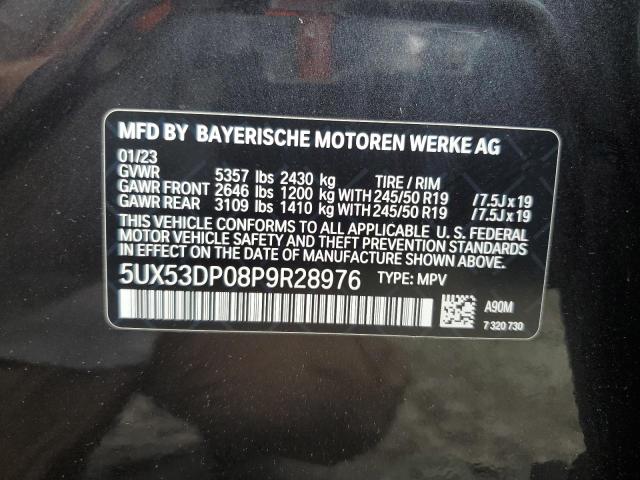 MFD BY BAYERISCHE MOTOREN WERKE AG
01/23
GVWR 5357 lbs 2430 kg TIRE / RIM
GAWR FRONT 2646 lbs 1200 kg WITH 245/50 R19 /7.5J x 19
GAWR REAR 3109 lbs 1410 kg WITH 245/50 R19 /7.5J x 19
THIS VEHICLE CONFORMS TO ALL APPLICABLE U. S. FEDERAL
MOTOR VEHICLE SAFETY AND THEFT PREVENTION STANDARDS
IN EFFECT ON THE DATE OF MANUFACTURE SHOWN ABOVE.
5UX53DP08P9R28976 TYPE: MPV
A90M
7 320 730